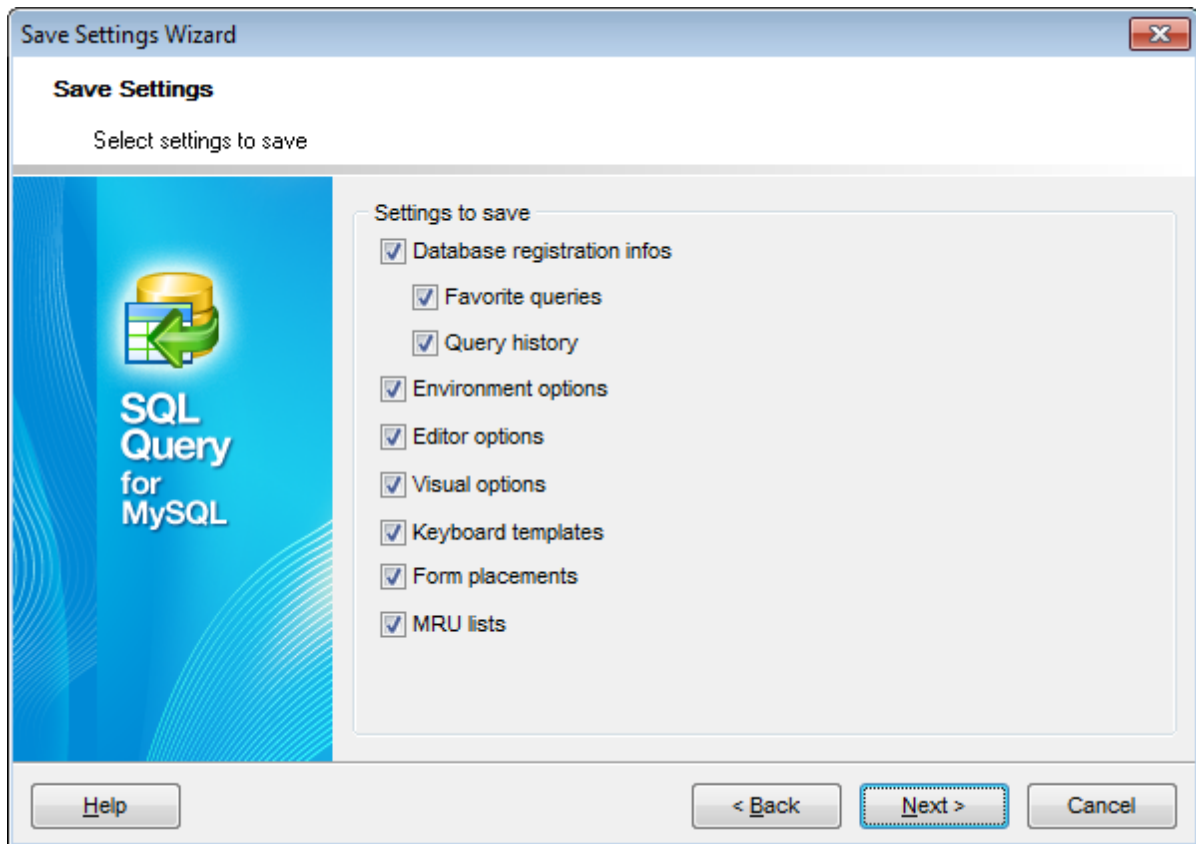 Save Settings Wizard
Save Settings
Select settings to save
SQL
Query
for
MySQL
Settings to save
Database registration infos
Favorite queries
Query history
Environment options
Editor options
Visual options
Keyboard templates
Form placements
MRU lists
Help
< Back
Next >
Cancel